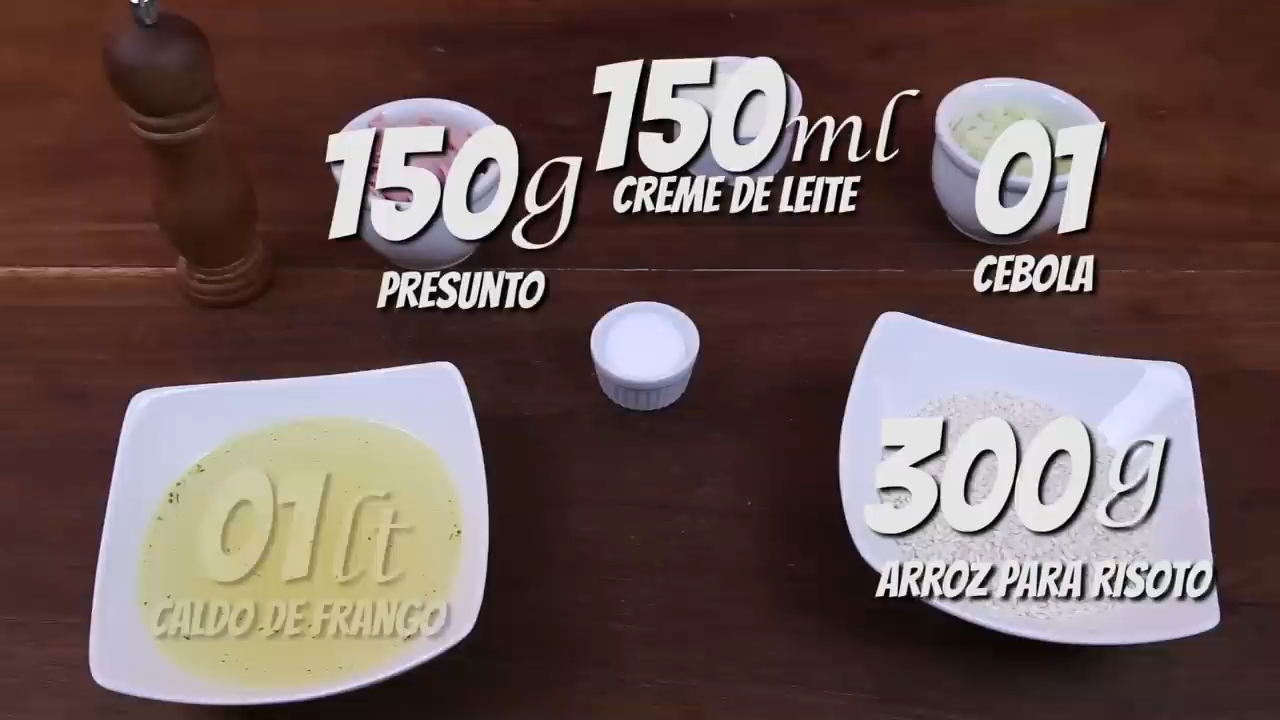 150g
PRESUNTO
150ml
CREME DE LEITE
01
CEBOLA
01lt
CALDO DE FRANGO
300g
ARROZ PARA RISOTO